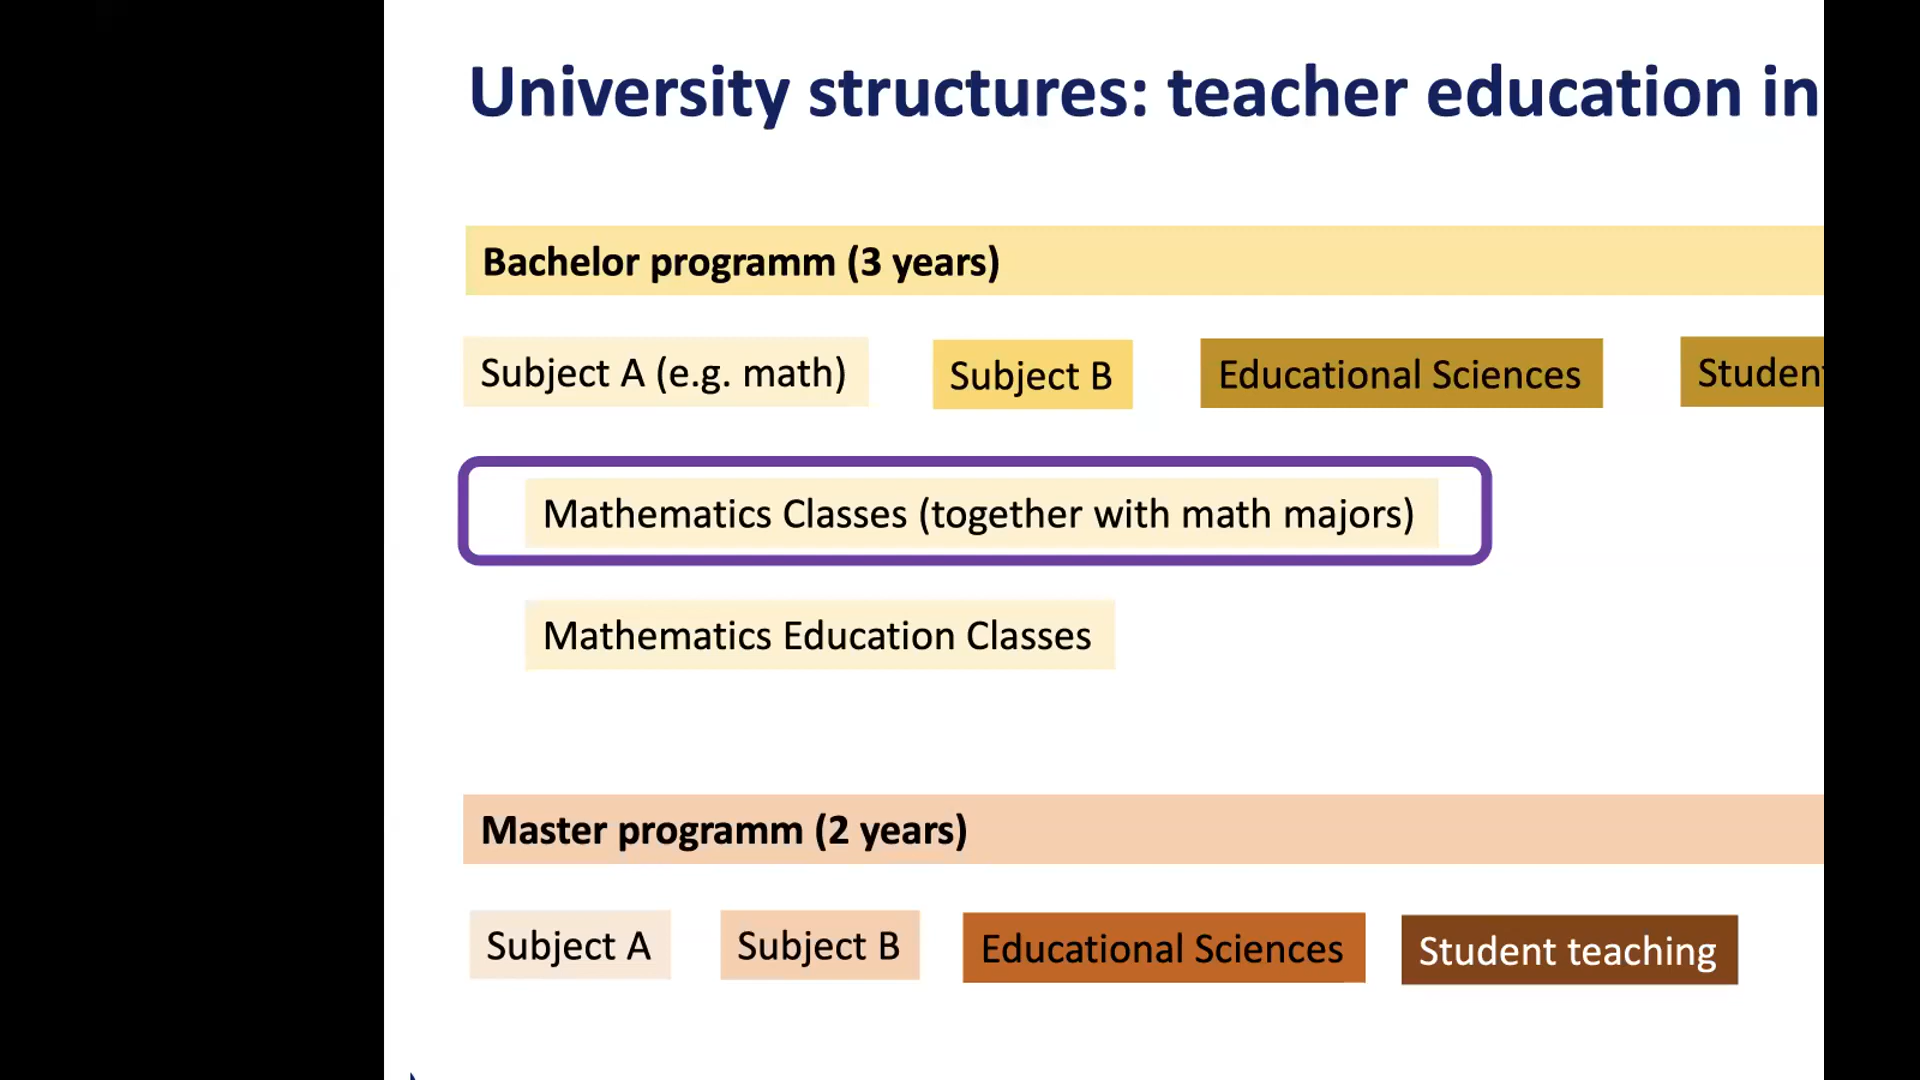 University structures: teacher education in
Bachelor programm (3 years)
Subject A (e.g. math)
Subject B
Educational Sciences
Student
Mathematics Classes (together with math majors)
Mathematics Education Classes
Master programm (2 years)
Subject A
Subject B
Educational Sciences
Student teaching